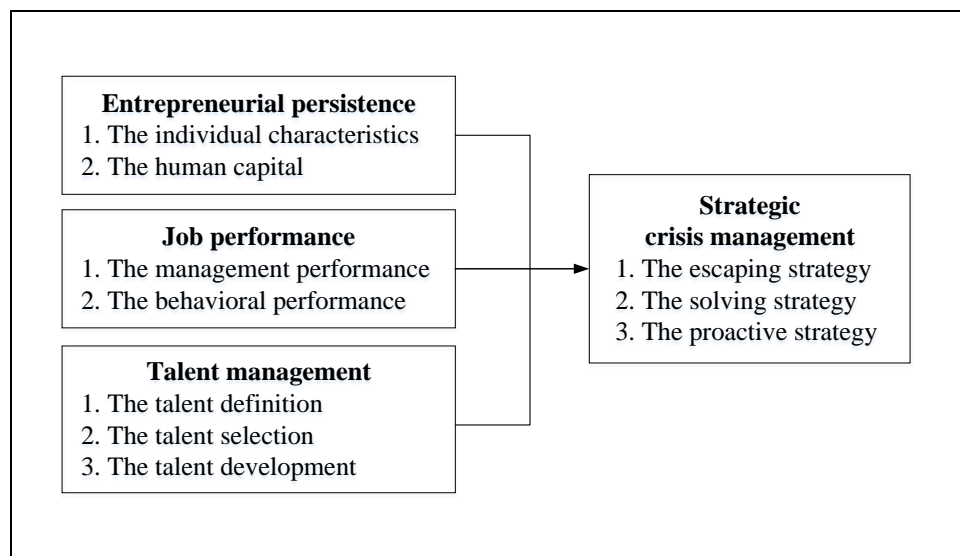 Entrepreneurial persistence
1. The individual characteristics
2. The human capital
Job performance
1. The management performance
2. The behavioral performance
Talent management
1. The talent definition
2. The talent selection
3. The talent development
Strategic
crisis management
1. The escaping strategy
2. The solving strategy
3. The proactive strategy